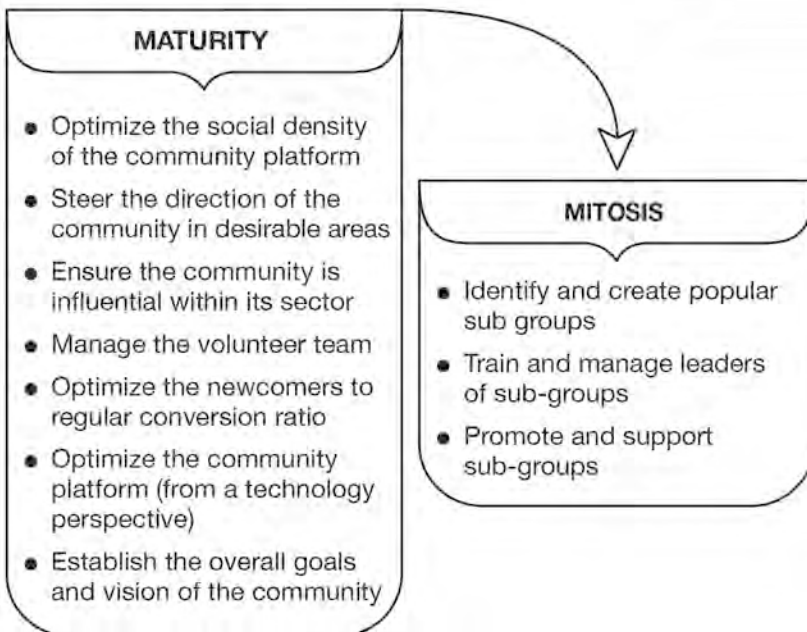 MATURITY
• Optimize the social density
of the community platform
• Steer the direction of the
community in desirable areas
• Ensure the community is
influential within its sector
• Manage the volunteer team
• Optimize the newcomers to
regular conversion ratio
• Optimize the community
platform (from a technology
perspective)
• Establish the overall goals
and vision of the community
MITOSIS
• Identify and create popular
sub groups
• Train and manage leaders
of sub-groups
• Promote and support
sub-groups